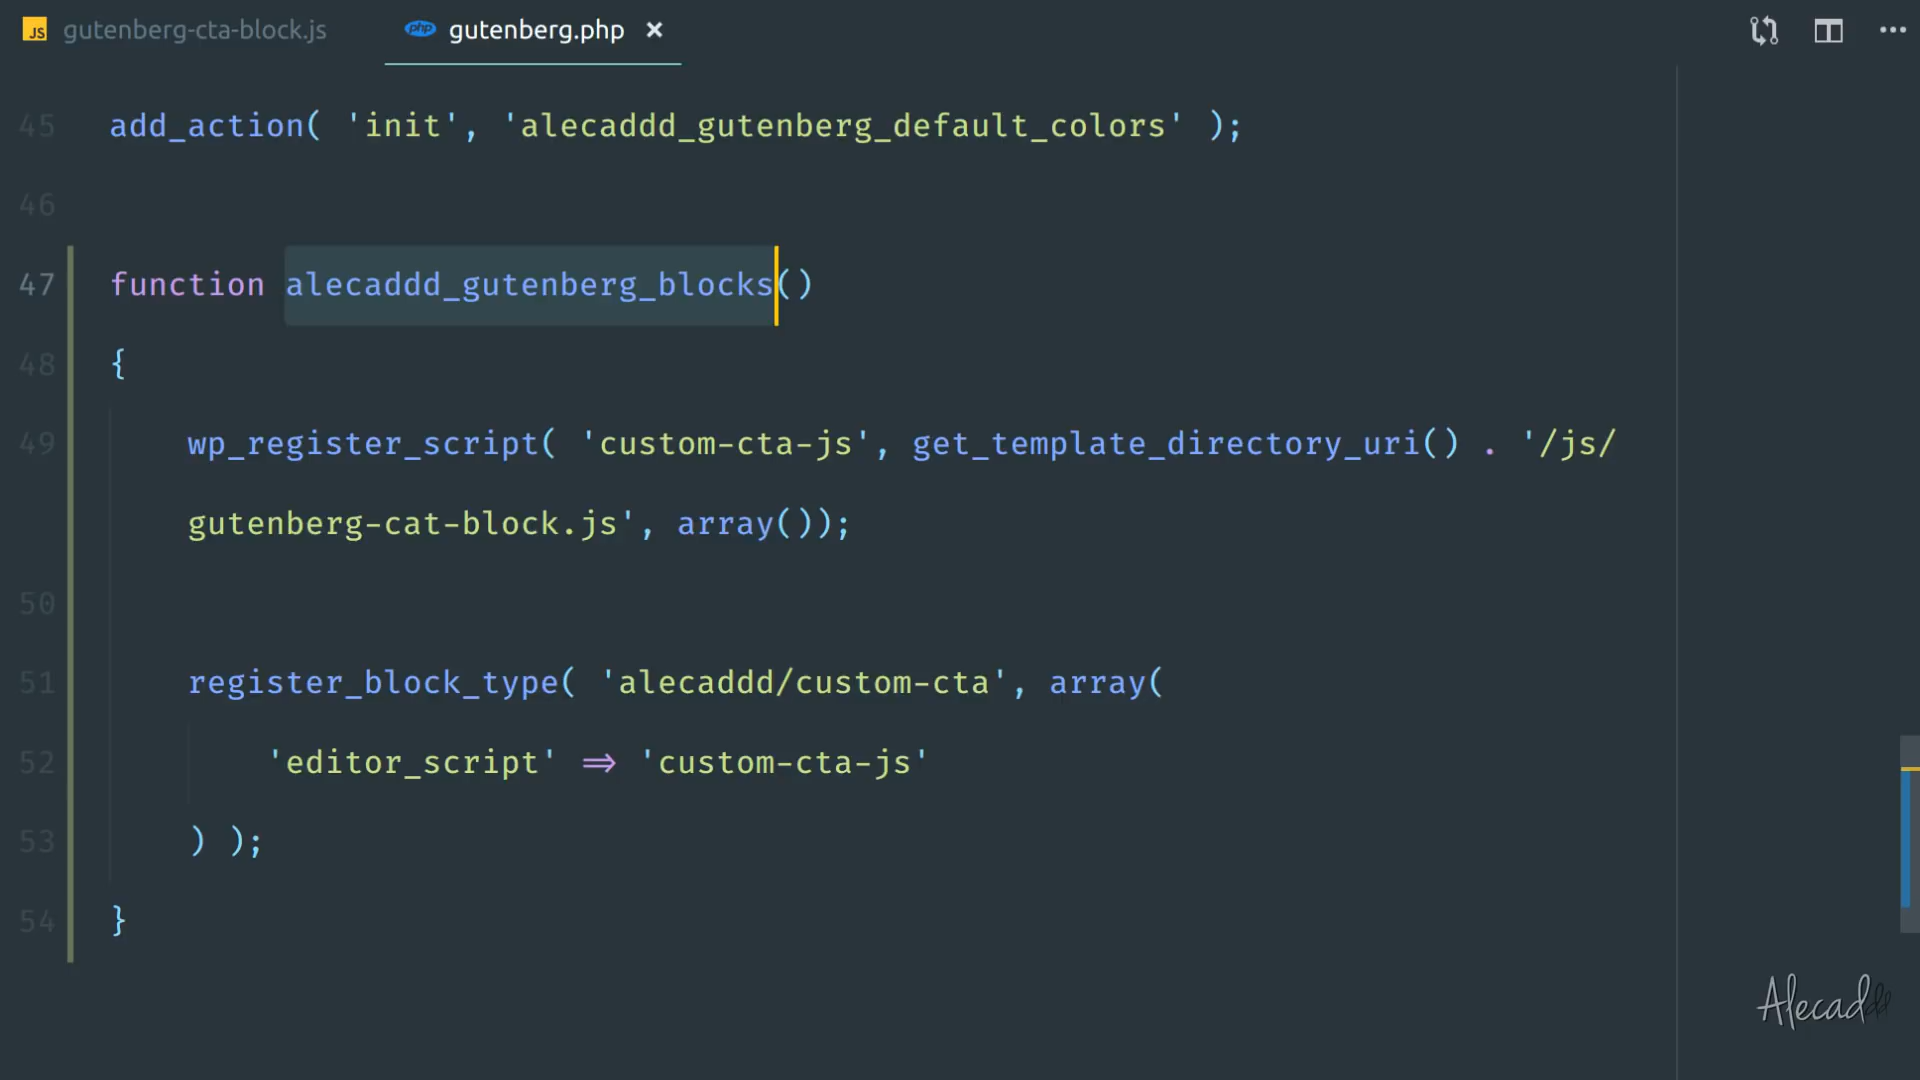 JS gutenberg-cta-block.js php gutenberg.php ×
45 add_action( 'init', 'alecaddd_gutenberg_default_colors' );
46
47 function alecaddd_gutenberg_blocks()
48 {
49 wp_register_script( 'custom-cta-js', get_template_directory_uri() . '/js/
gutenberg-cat-block.js', array());
50
51 register_block_type( 'alecaddd/custom-cta', array(
52 'editor_script' => 'custom-cta-js'
53 ) );
54 }
Alecaddd